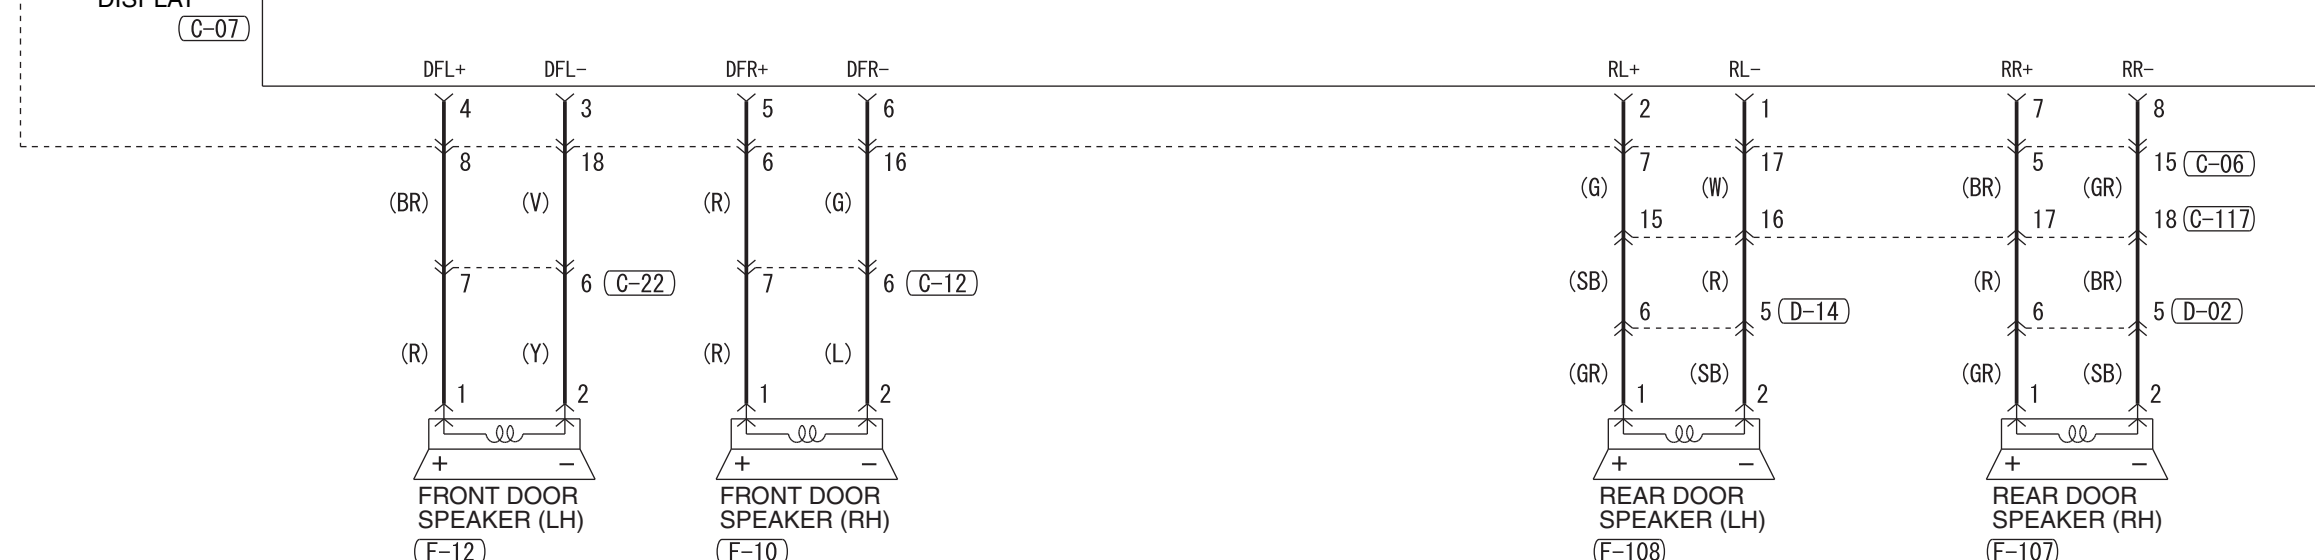 DISPLAY
C-07
DFL+ DFL- DFR+ DFR- RL+ RL- RR+ RR-
4 3 5 6 2 1 7 8
8 18 6 16 7 17 5 15 C-06
(BR) (V) (R) (G) (G) (W) (BR) (GR)
15 16 17 18 C-117
7 6 C-22 7 6 C-12 (SB) (R) (R) (BR)
6 5 D-14 6 5 D-02
(R) (Y) (R) (L) (GR) (SB) (GR) (SB)
1 2 1 2 1 2 1 2
+ - + - + - + -
FRONT DOOR FRONT DOOR REAR DOOR REAR DOOR
SPEAKER (LH) SPEAKER (RH) SPEAKER (LH) SPEAKER (RH)
F-12 F-10 F-108 F-107